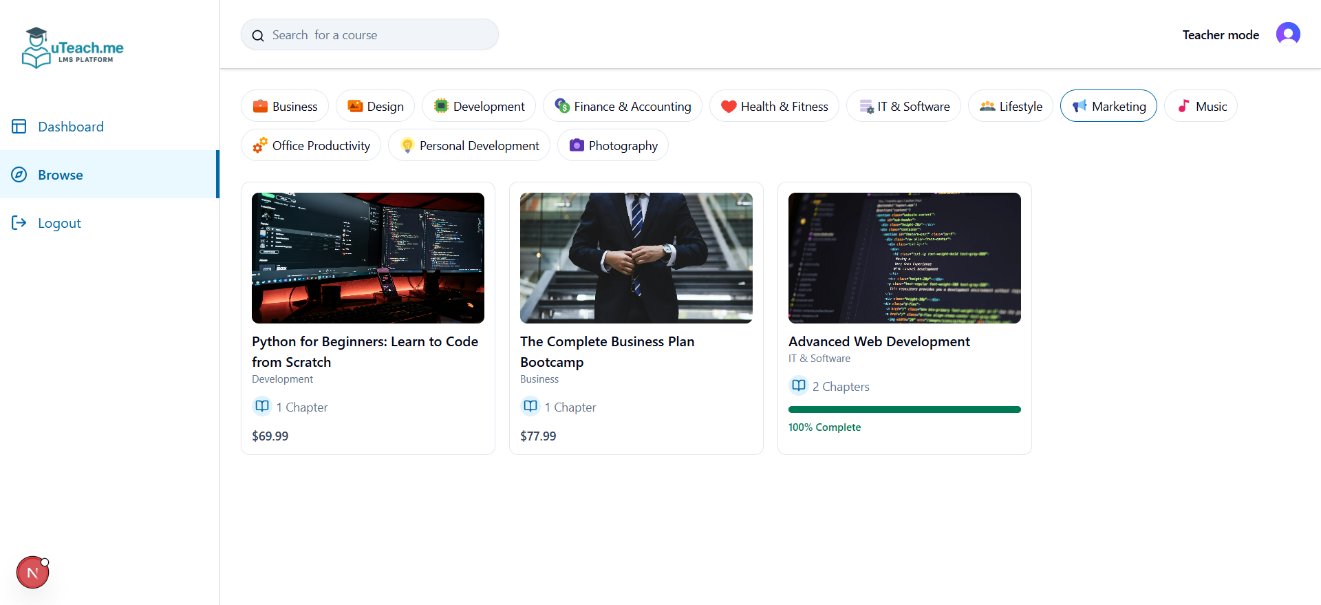 uTeach.me
LMS PLATFORM
Search for a course
Teacher mode
Dashboard
Browse
Logout
Business
Design
Development
Finance & Accounting
Health & Fitness
IT & Software
Lifestyle
Marketing
Music
Office Productivity
Personal Development
Photography
Python for Beginners: Learn to Code
from Scratch
Development
1 Chapter
$69.99
The Complete Business Plan
Bootcamp
Business
1 Chapter
$77.99
Advanced Web Development
IT & Software
2 Chapters
100% Complete
N